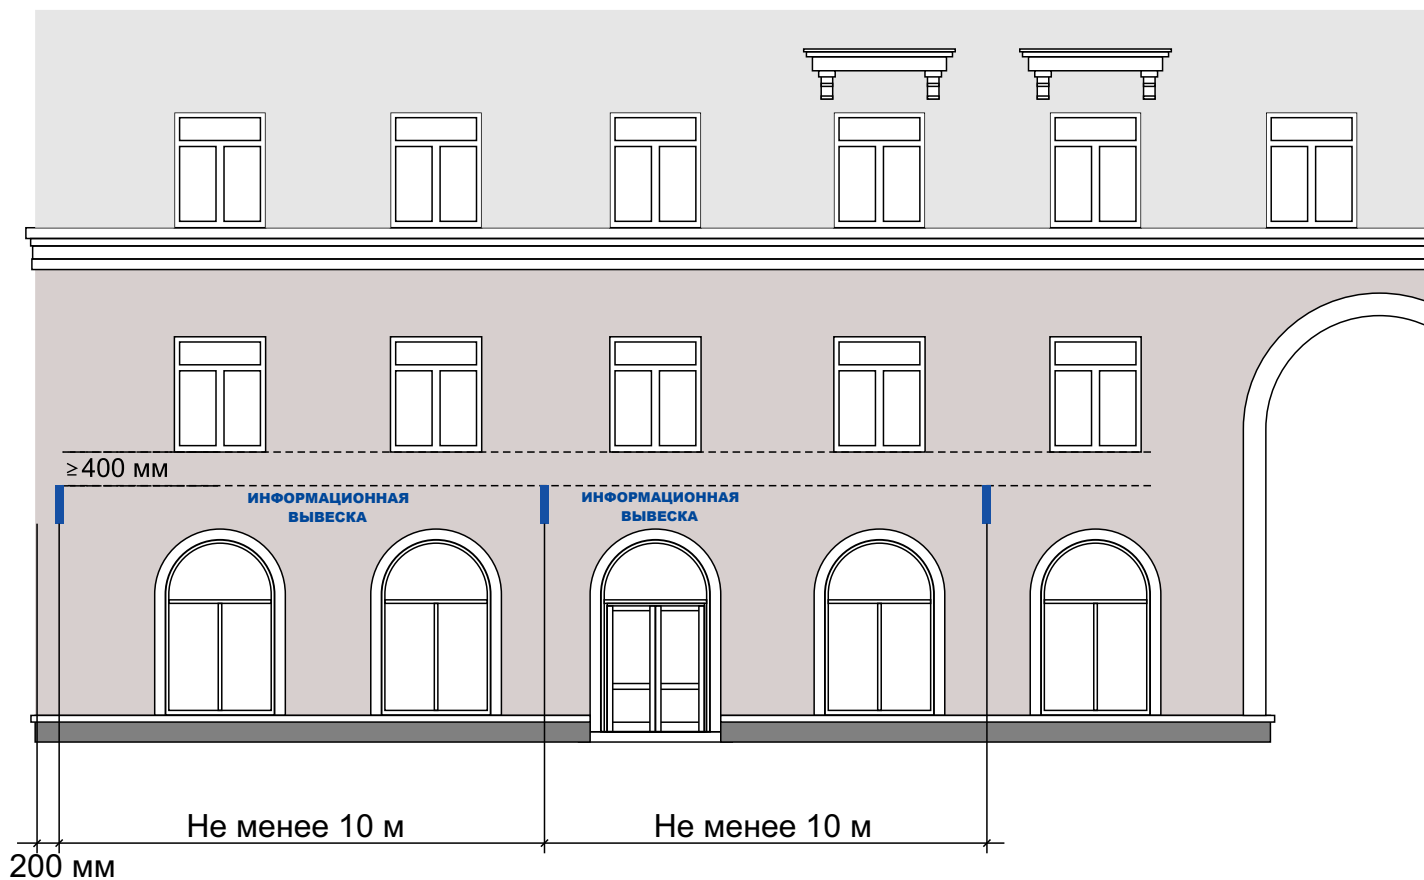 ≥400 мм
ИНФОРМАЦИОННАЯ
ВЫВЕСКА
ИНФОРМАЦИОННАЯ
ВЫВЕСКА
Не менее 10 м
Не менее 10 м
200 мм